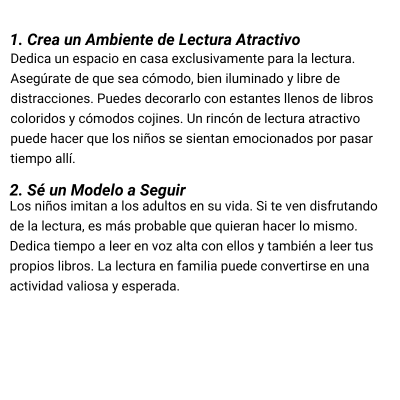 1. Crea un Ambiente de Lectura Atractivo
Dedica un espacio en casa exclusivamente para la lectura.
Asegúrate de que sea cómodo, bien iluminado y libre de
distracciones. Puedes decorarlo con estantes llenos de libros
coloridos y cómodos cojines. Un rincón de lectura atractivo
puede hacer que los niños se sientan emocionados por pasar
tiempo allí.
2. Sé un Modelo a Seguir
Los niños imitan a los adultos en su vida. Si te ven disfrutando
de la lectura, es más probable que quieran hacer lo mismo.
Dedica tiempo a leer en voz alta con ellos y también a leer tus
propios libros. La lectura en familia puede convertirse en una
actividad valiosa y esperada.